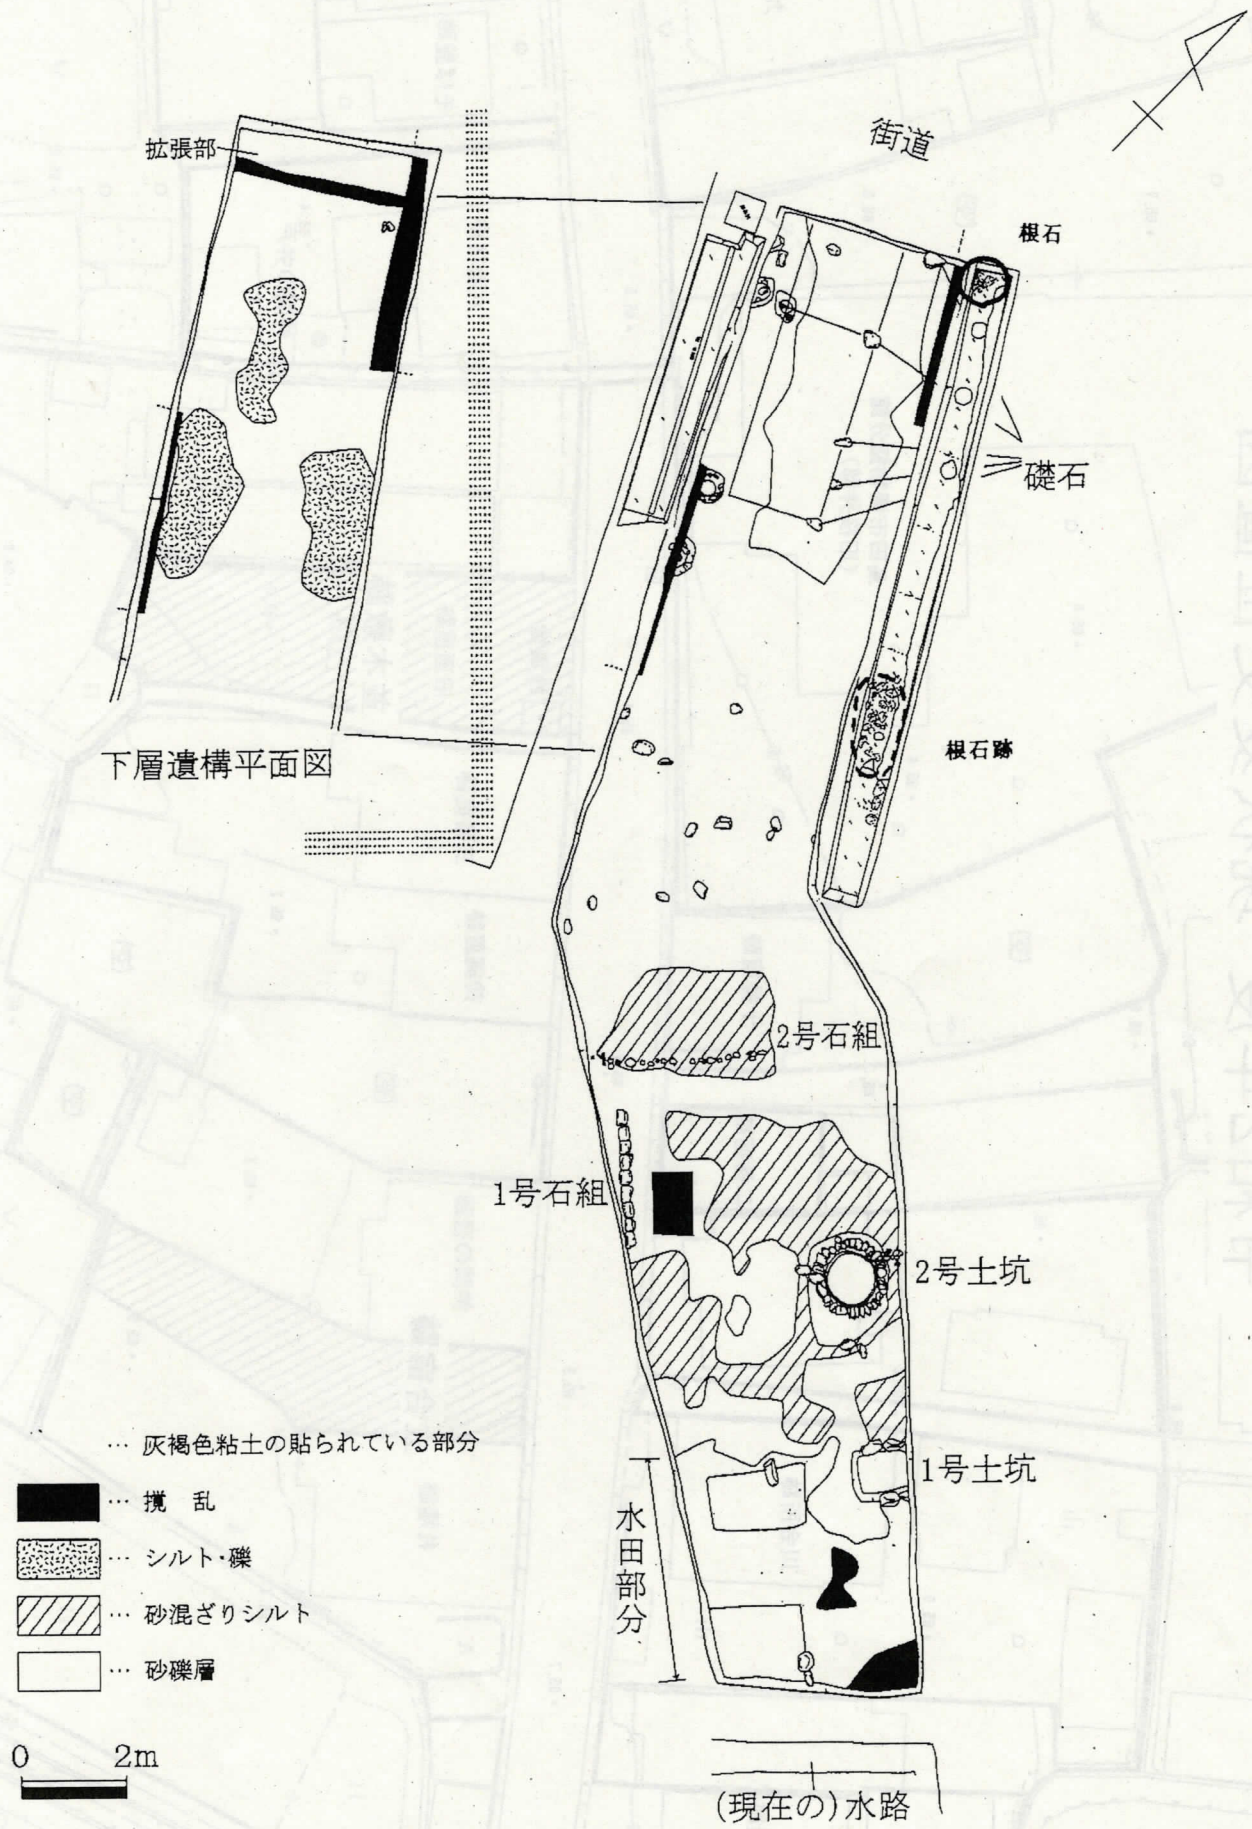 街道
拡張部
根石
礎石
根石跡
下層遺構平面図
2号石組
1号石組
2号土坑
1号土坑
水田部分
… 灰褐色粘土の貼られている部分
… 攪 乱
… シルト・礫
… 砂混ざりシルト
… 砂礫層
0 2m
(現在の)水路